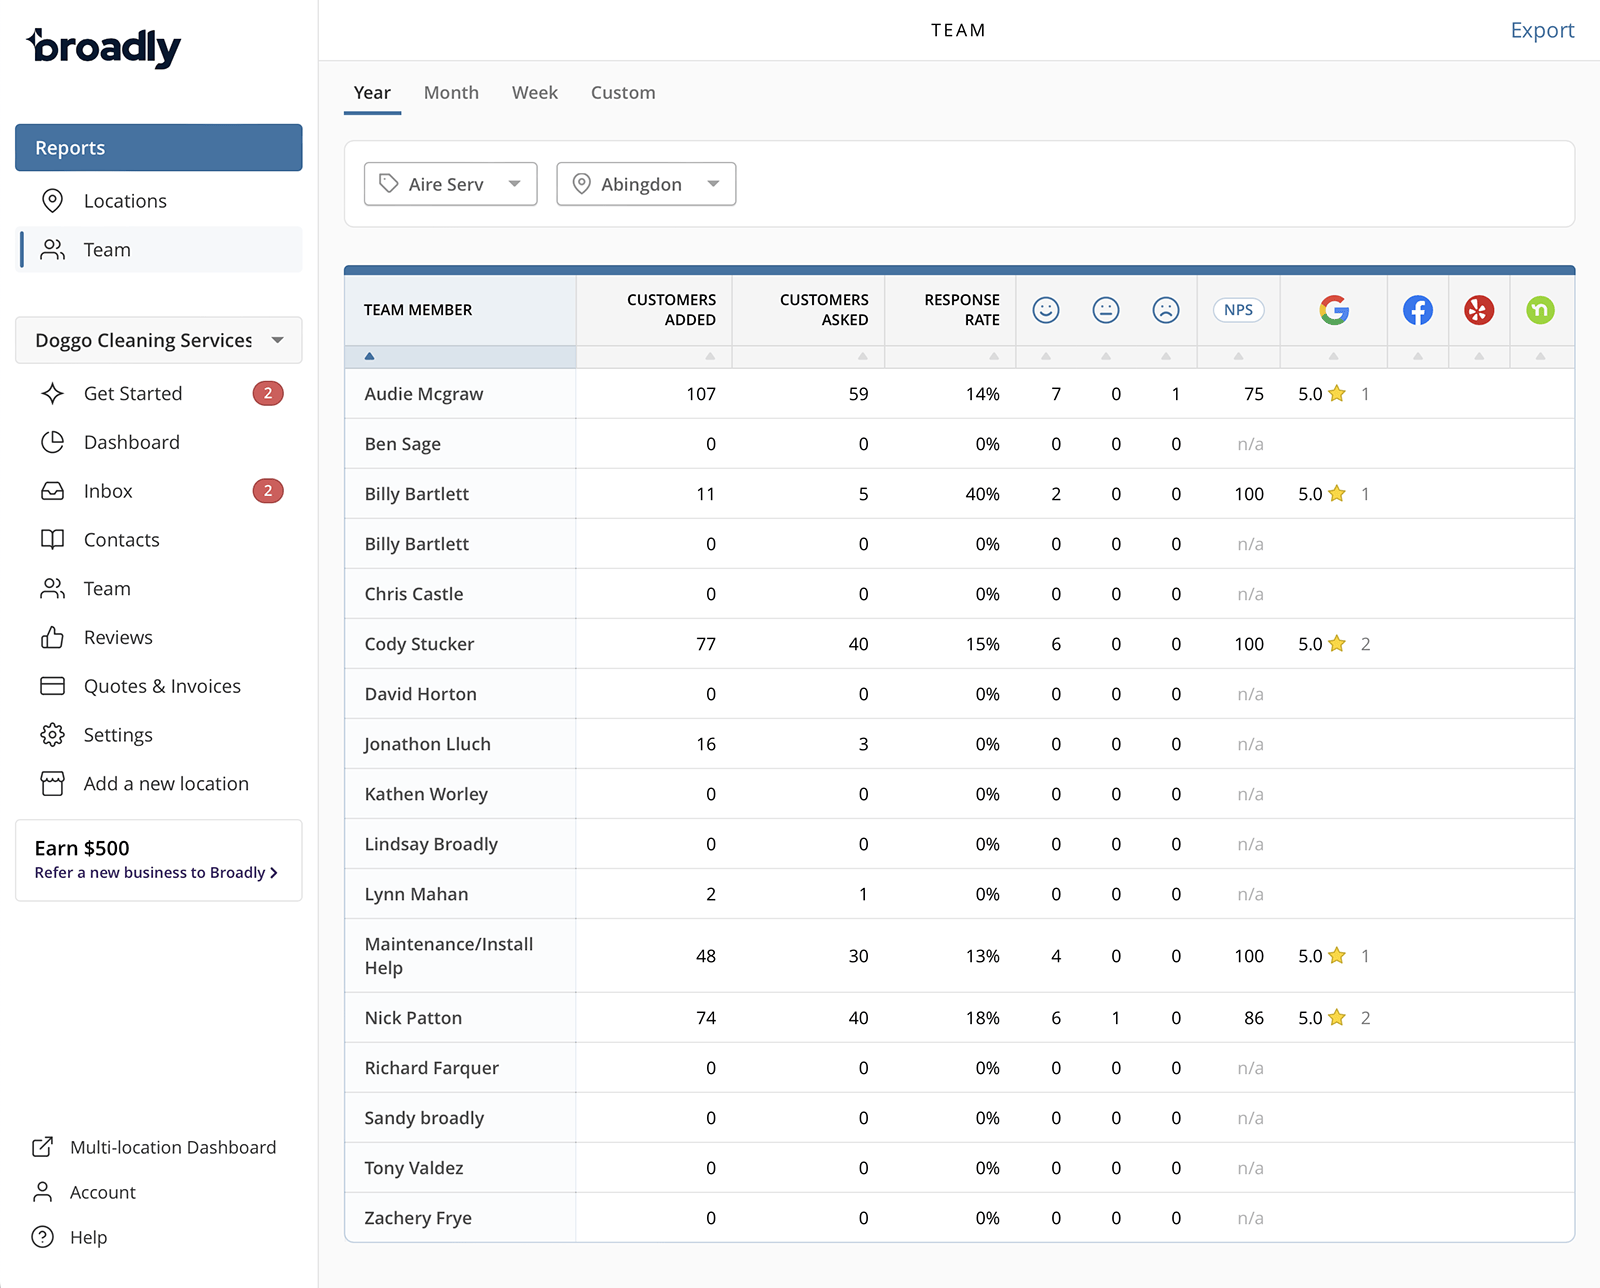 broadly
TEAM
Export
Reports
Locations
Team
Doggo Cleaning Services
Get Started 2
Dashboard
Inbox 2
Contacts
Team
Reviews
Quotes & Invoices
Settings
Add a new location
Earn $500
Refer a new business to Broadly
Multi-location Dashboard
Account
Help
Year Month Week Custom
Aire Serv Abingdon
TEAM MEMBER CUSTOMERS ADDED CUSTOMERS ASKED RESPONSE RATE NPS
Audie Mcgraw 107 59 14% 7 0 1 75 5.0 1
Ben Sage 0 0 0% 0 0 0 n/a
Billy Bartlett 11 5 40% 2 0 0 100 5.0 1
Billy Bartlett 0 0 0% 0 0 0 n/a
Chris Castle 0 0 0% 0 0 0 n/a
Cody Stucker 77 40 15% 6 0 0 100 5.0 2
David Horton 0 0 0% 0 0 0 n/a
Jonathon Lluch 16 3 0% 0 0 0 n/a
Kathen Worley 0 0 0% 0 0 0 n/a
Lindsay Broadly 0 0 0% 0 0 0 n/a
Lynn Mahan 2 1 0% 0 0 0 n/a
Maintenance/Install
Help 48 30 13% 4 0 0 100 5.0 1
Nick Patton 74 40 18% 6 1 0 86 5.0 2
Richard Farquer 0 0 0% 0 0 0 n/a
Sandy broadly 0 0 0% 0 0 0 n/a
Tony Valdez 0 0 0% 0 0 0 n/a
Zachery Frye 0 0 0% 0 0 0 n/a